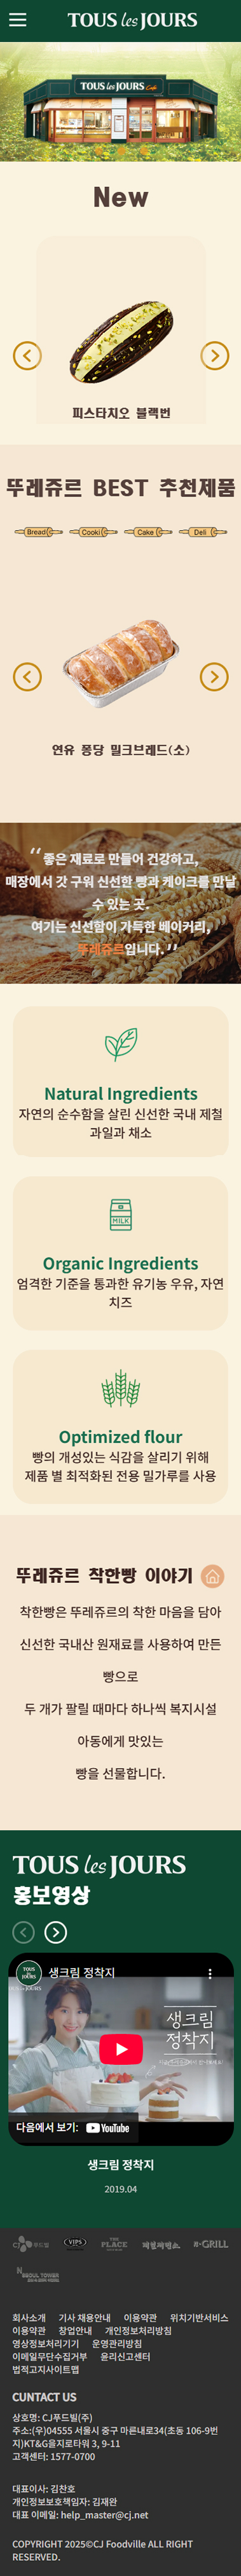 TOUS les JOURS
TOUS les JOURS Cafe
New
피스타치오 블랙번
뚜레쥬르 BEST 추천제품
Bread
Cooki
Cake
Deli
연유 퐁당 밀크브레드(소)
“ 좋은 재료로 만들어 건강하고,
매장에서 갓 구워 신선한 빵과 케이크를 만날
수 있는 곳.
여기는 신선함이 가득한 베이커리,
뚜레쥬르입니다. ”
MILK
Natural Ingredients
자연의 순수함을 살린 신선한 국내 제철
과일과 채소
Organic Ingredients
엄격한 기준을 통과한 유기농 우유, 자연
치즈
Optimized flour
빵의 개성있는 식감을 살리기 위해
제품 별 최적화된 전용 밀가루를 사용
뚜레쥬르 착한빵 이야기
착한빵은 뚜레쥬르의 착한 마음을 담아
신선한 국내산 원재료를 사용하여 만든
빵으로
두 개가 팔릴 때마다 하나씩 복지시설
아동에게 맛있는
빵을 선물합니다.
TOUS les JOURS
홍보영상
생크림 정착지
생크림
정착지
다음에서 보기: YouTube
생크림 정착지
2019.04
CJ푸드빌
VIPS
THE PLACE
제일제면소
N·GRILL
N SEOUL TOWER
회사소개 기사 채용안내 이용약관 위치기반서비스
이용약관 창업안내 개인정보처리방침
영상정보처리기기 운영관리방침
이메일무단수집거부 윤리신고센터
법적고지사이트맵
CUNTACT US
상호명: CJ푸드빌(주)
주소:(우)04555 서울시 중구 마른내로34(초동 106-9번
지)KT&G을지로타워 3, 9-11
고객센터: 1577-0700
대표이사: 김찬호
개인정보보호책임자: 김재완
대표 이메일: help_master@cj.net
COPYRIGHT 2025©CJ Foodville ALL RIGHT
RESERVED.